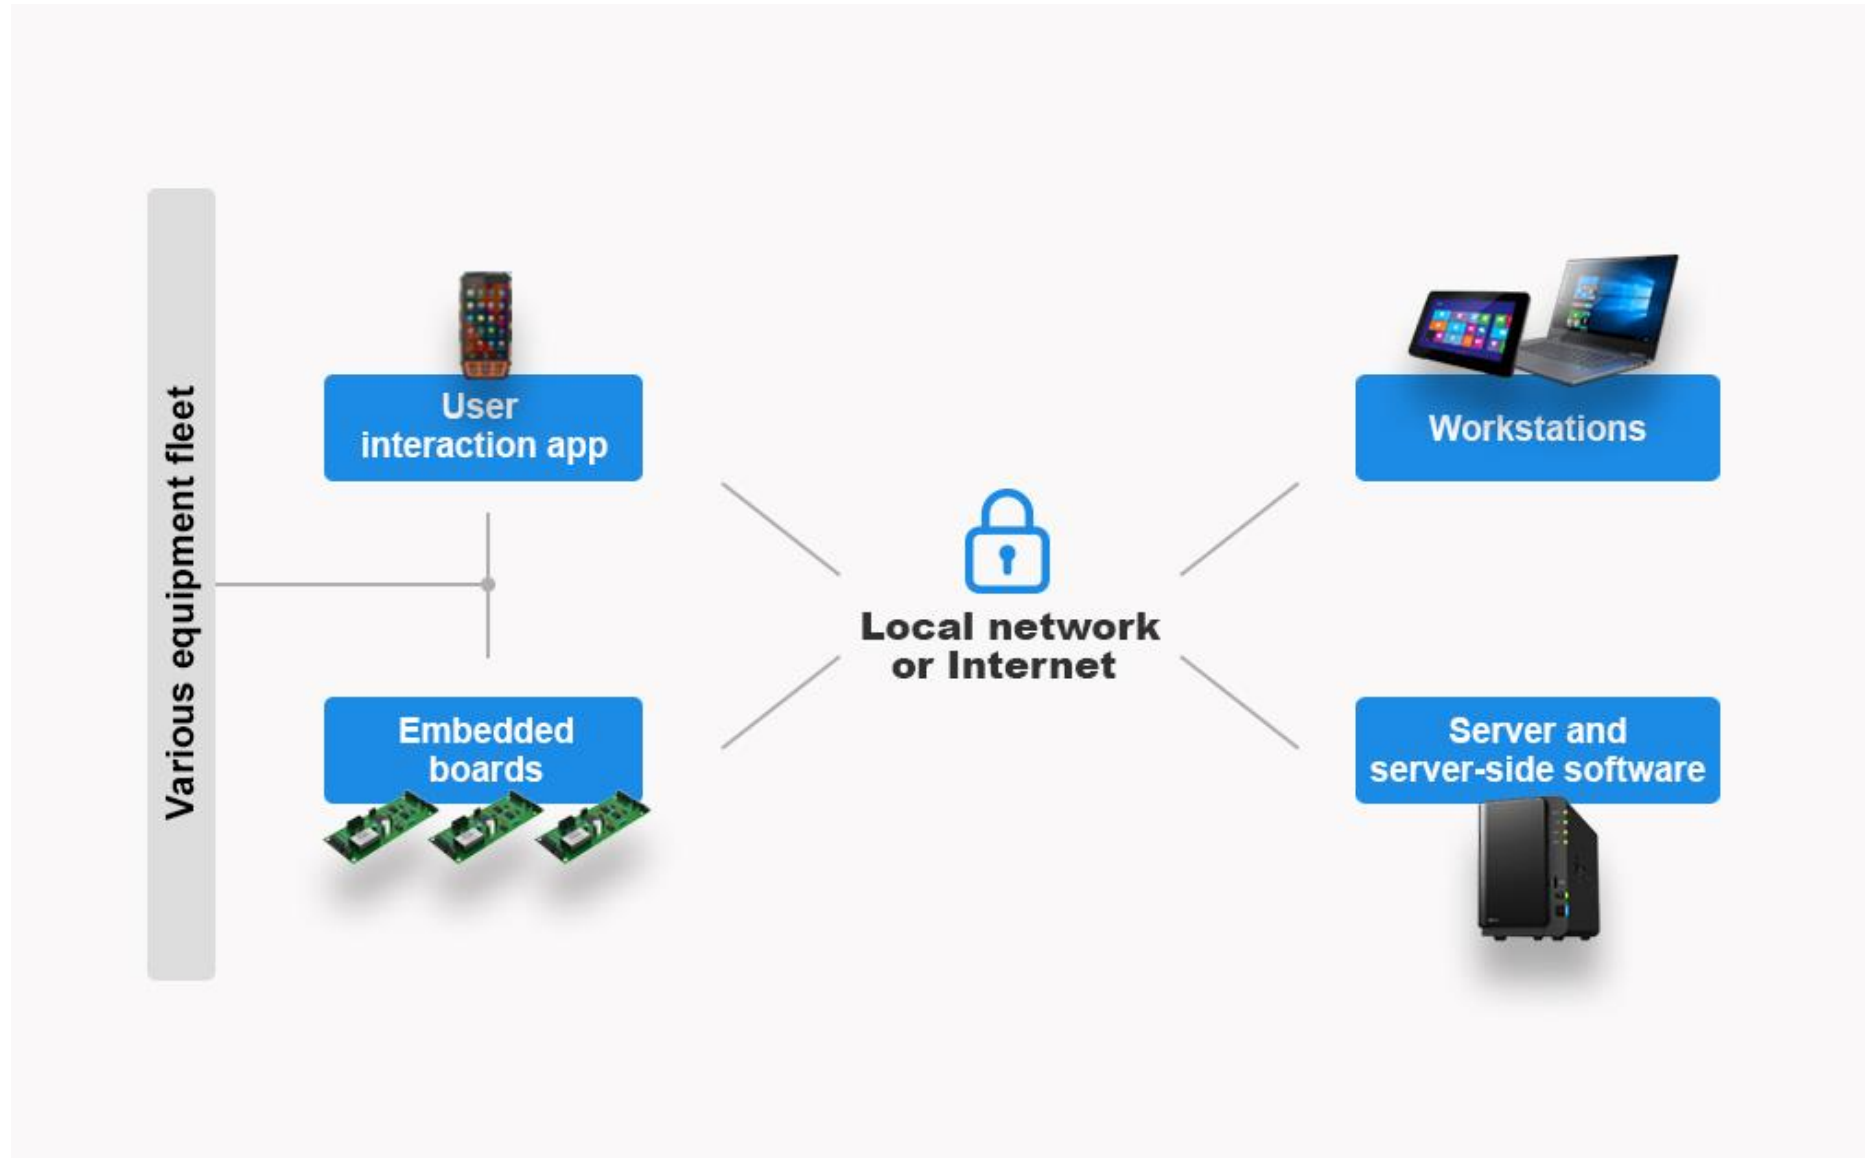 Various equipment fleet
User
interaction app
Embedded
boards
Local network
or Internet
Workstations
Server and
server-side software